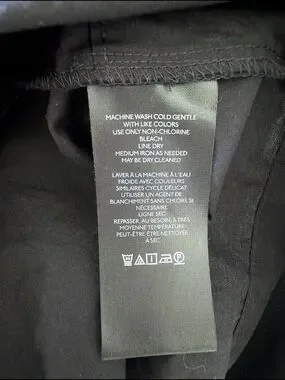 MACHINE WASH COLD GENTLE
WITH LIKE COLORS
USE ONLY NON-CHLORINE
BLEACH
LINE DRY
MEDIUM IRON AS NEEDED
MAY BE DRY CLEANED
LAVER À LA MACHINE À L'EAU
FROIDE AVEC COULEURS
SIMILAIRES CYCLE DÉLICAT
UTILISER UN AGENT DE
BLANCHIMENT SANS CHLORE SI
NÉCESSAIRE
LIGNE SEC
REPASSER, AU BESOIN, À TRÈS
MOYENNE TEMPÉRATURE
PEUT-ÊTRE ÊTRE NETTOYÉ
À SEC
P